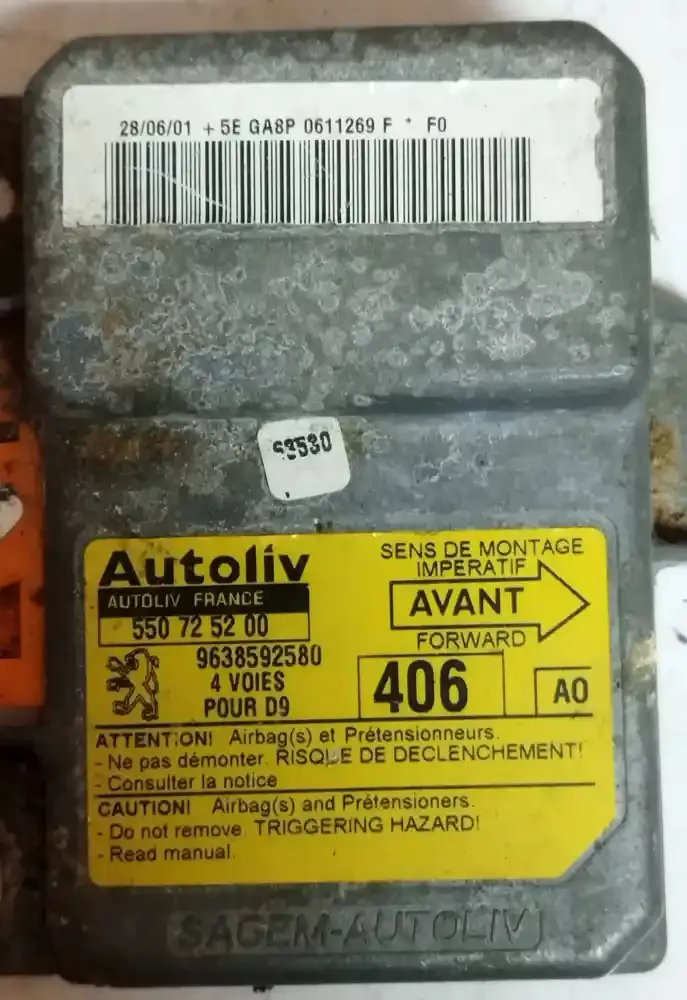 28/06/01 + 5E GA8P 0611269 F * F0
53530
Autoliv
AUTOLIV FRANCE
550 72 52 00
9638592580
4 VOIES
POUR D9
SENS DE MONTAGE
IMPERATIF
AVANT
FORWARD
406
A0
ATTENTION! Airbag(s) et Prétensionneurs.
- Ne pas démonter. RISQUE DE DECLENCHEMENT!
- Consulter la notice
CAUTION! Airbag(s) and Prétensioners.
- Do not remove TRIGGERING HAZARD!
- Read manual.
SAGEM-AUTOLIV